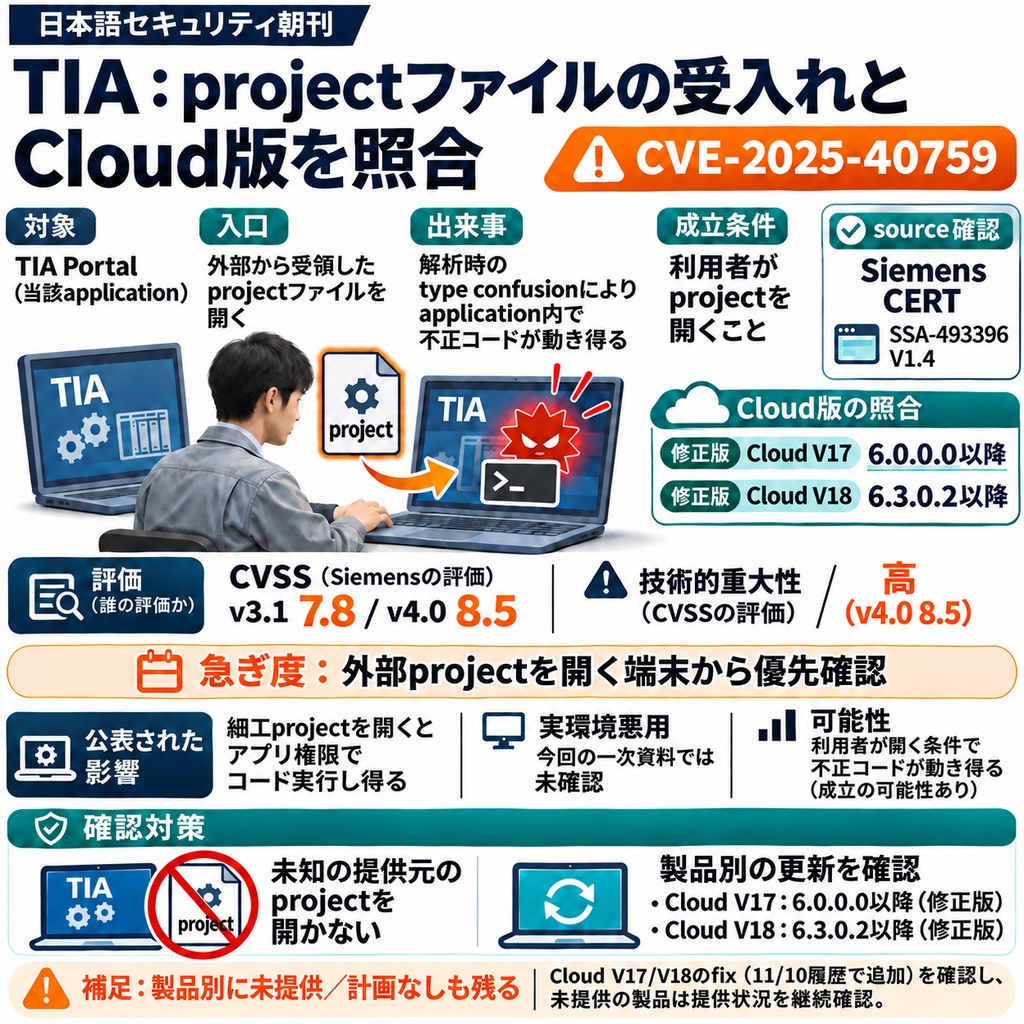 日本語セキュリティ朝刊
TIA：projectファイルの受入れと
Cloud版を照合
CVE-2025-40759
対象
TIA Portal
（当該application）
入口
外部から受領した
projectファイルを
開く
出来事
解析時の
type confusionにより
application内で
不正コードが動き得る
成立条件
利用者が
projectを
開くこと
source確認
Siemens
CERT
SSA-493396
V1.4
TIA
project
TIA
>_
Cloud版の照合
修正版 Cloud V17 6.0.0.0以降
修正版 Cloud V18 6.3.0.2以降
評価
（誰の評価か）
CVSS（Siemensの評価）
v3.1 7.8 / v4.0 8.5
技術的重大性
（CVSSの評価）
高
（v4.0 8.5）
急ぎ度：外部projectを開く端末から優先確認
公表された
影響
細工projectを開くと
アプリ権限で
コード実行し得る
実環境悪用
今回の一次資料では
未確認
可能性
利用者が開く条件で
不正コードが動き得る
（成立の可能性あり）
確認対策
TIA
project
未知の提供元の
projectを
開かない
製品別の更新を確認
・Cloud V17：6.0.0.0以降（修正版）
・Cloud V18：6.3.0.2以降（修正版）
補足：製品別に未提供／計画なしも残る
Cloud V17/V18のfix（11/10履歴で追加）を確認し、
未提供の製品は提供状況を継続確認。